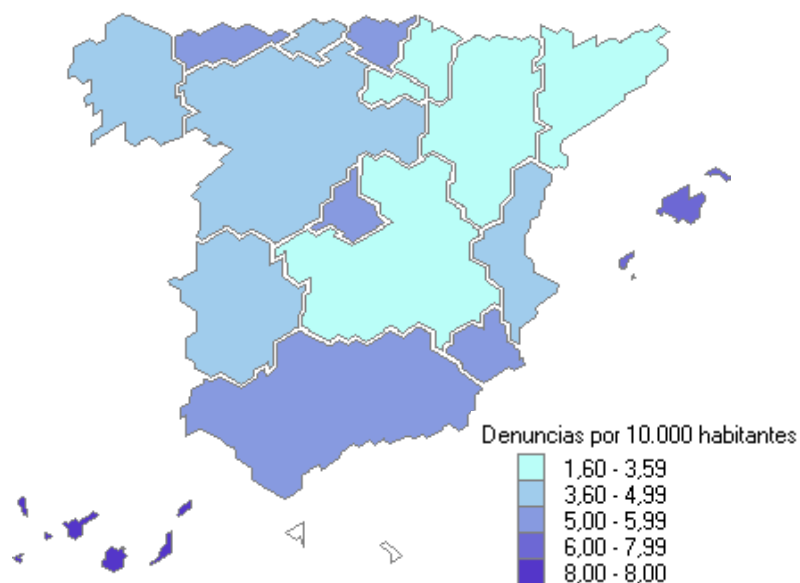 Denuncias por 10.000 habitantes
1,60 - 3,59
3,60 - 4,99
5,00 - 5,99
6,00 - 7,99
8,00 - 8,00